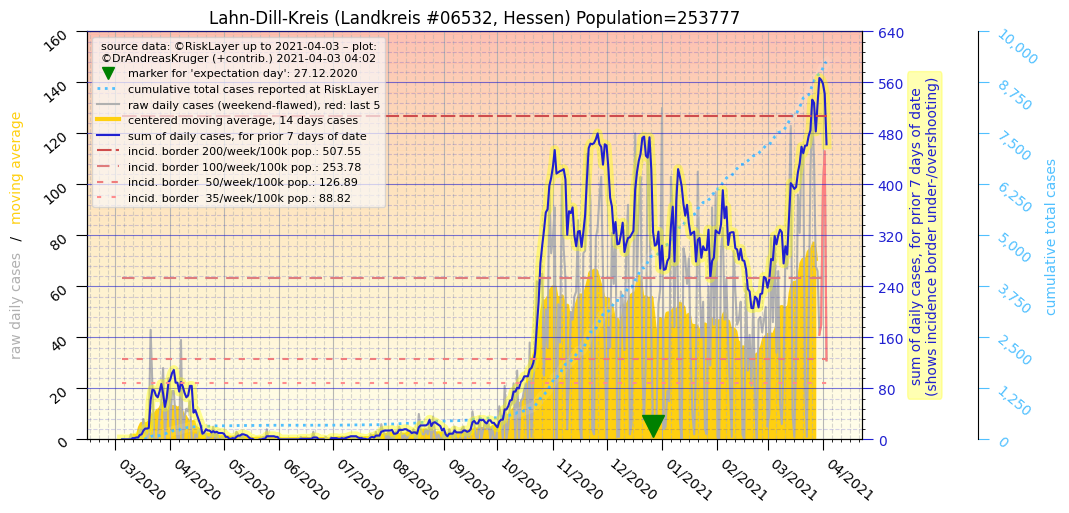 Lahn-Dill-Kreis (Landkreis #06532, Hessen) Population=253777
source data: ©RiskLayer up to 2021-04-03 – plot:
©DrAndreasKruger (+contrib.) 2021-04-03 04:02
marker for 'expectation day': 27.12.2020
cumulative total cases reported at RiskLayer
raw daily cases (weekend-flawed), red: last 5
centered moving average, 14 days cases
sum of daily cases, for prior 7 days of date
incid. border 200/week/100k pop.: 507.55
incid. border 100/week/100k pop.: 253.78
incid. border  50/week/100k pop.: 126.89
incid. border  35/week/100k pop.: 88.82
raw daily cases  /  moving average
160
140
120
100
80
60
40
20
0
03/2020
04/2020
05/2020
06/2020
07/2020
08/2020
09/2020
10/2020
11/2020
12/2020
01/2021
02/2021
03/2021
04/2021
640
560
480
400
320
240
160
80
0
sum of daily cases, for prior 7 days of date
(shows incidence border under-/overshooting)
10,000
8,750
7,500
6,250
5,000
3,750
2,500
1,250
0
cumulative total cases